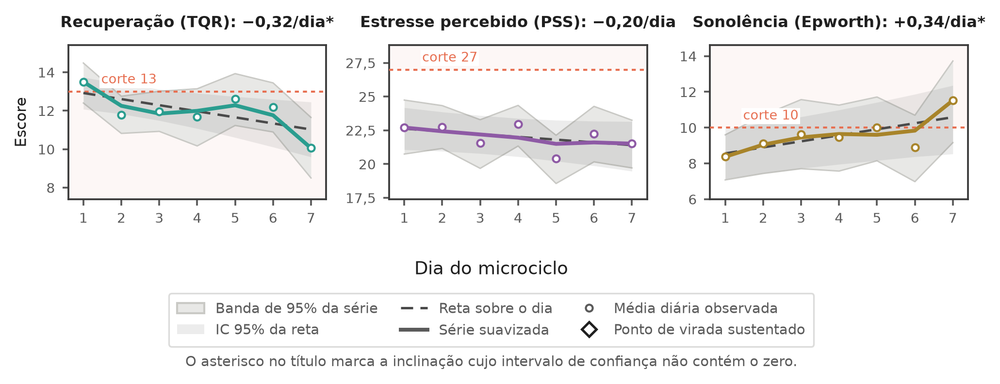 Recuperação (TQR): −0,32/dia*
Estresse percebido (PSS): −0,20/dia
Sonolência (Epworth): +0,34/dia*
Escore
14
12
10
8
corte 13
1 2 3 4 5 6 7
27,5
25
22,5
20
17,5
corte 27
1 2 3 4 5 6 7
14
12
10
8
6
corte 10
1 2 3 4 5 6 7
Dia do microciclo
Banda de 95% da série
IC 95% da reta
Reta sobre o dia
Série suavizada
Média diária observada
Ponto de virada sustentado
O asterisco no título marca a inclinação cujo intervalo de confiança não contém o zero.